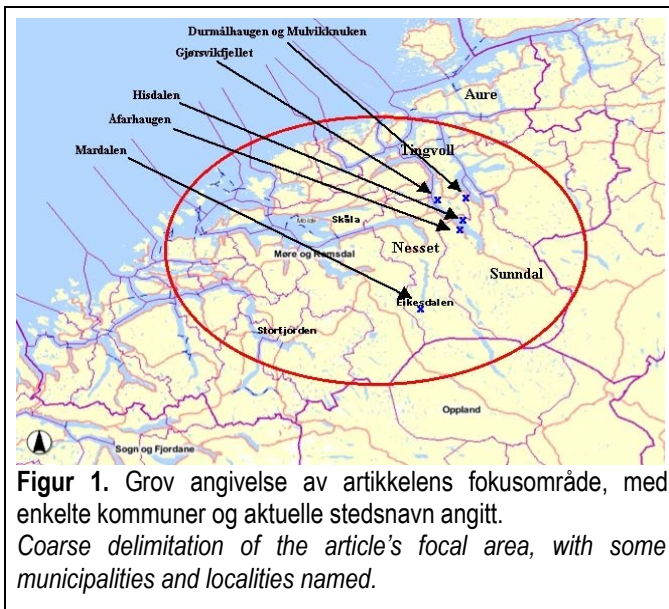 Durmålhaugen og Mulvikknuken
Gjørsvikfjellet
Aure
Hisdalen
Åfarhaugen
Tingvoll
Mardalen
Molde
Skåla
Nesset
Møre og Romsdal
Sunndal
Eikesdalen
Storfjorden
Oppland
Sogn og Fjordane
Figur 1. Grov angivelse av artikkelens fokusområde, med
enkelte kommuner og aktuelle stedsnavn angitt.
Coarse delimitation of the article's focal area, with some
municipalities and localities named.